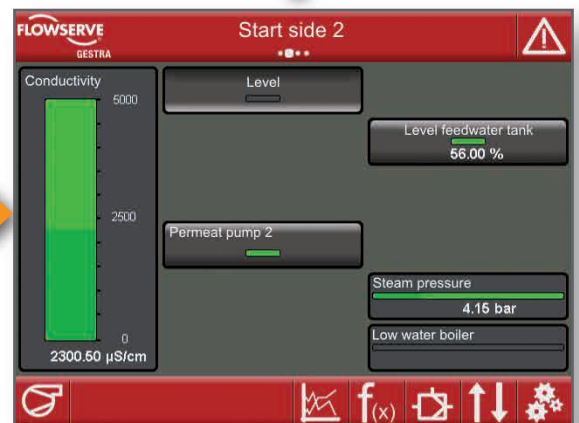 FLOWSERVE
GESTRA
Start side 2
Conductivity
5000
2500
0
2300.50 µS/cm
Level
Level feedwater tank
56.00 %
Permeat pump 2
Steam pressure
4.15 bar
Low water boiler
f(x)